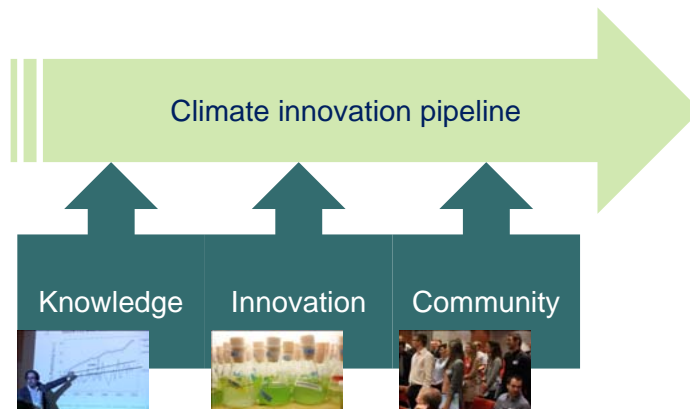 Climate innovation pipeline
Knowledge
Innovation
Community